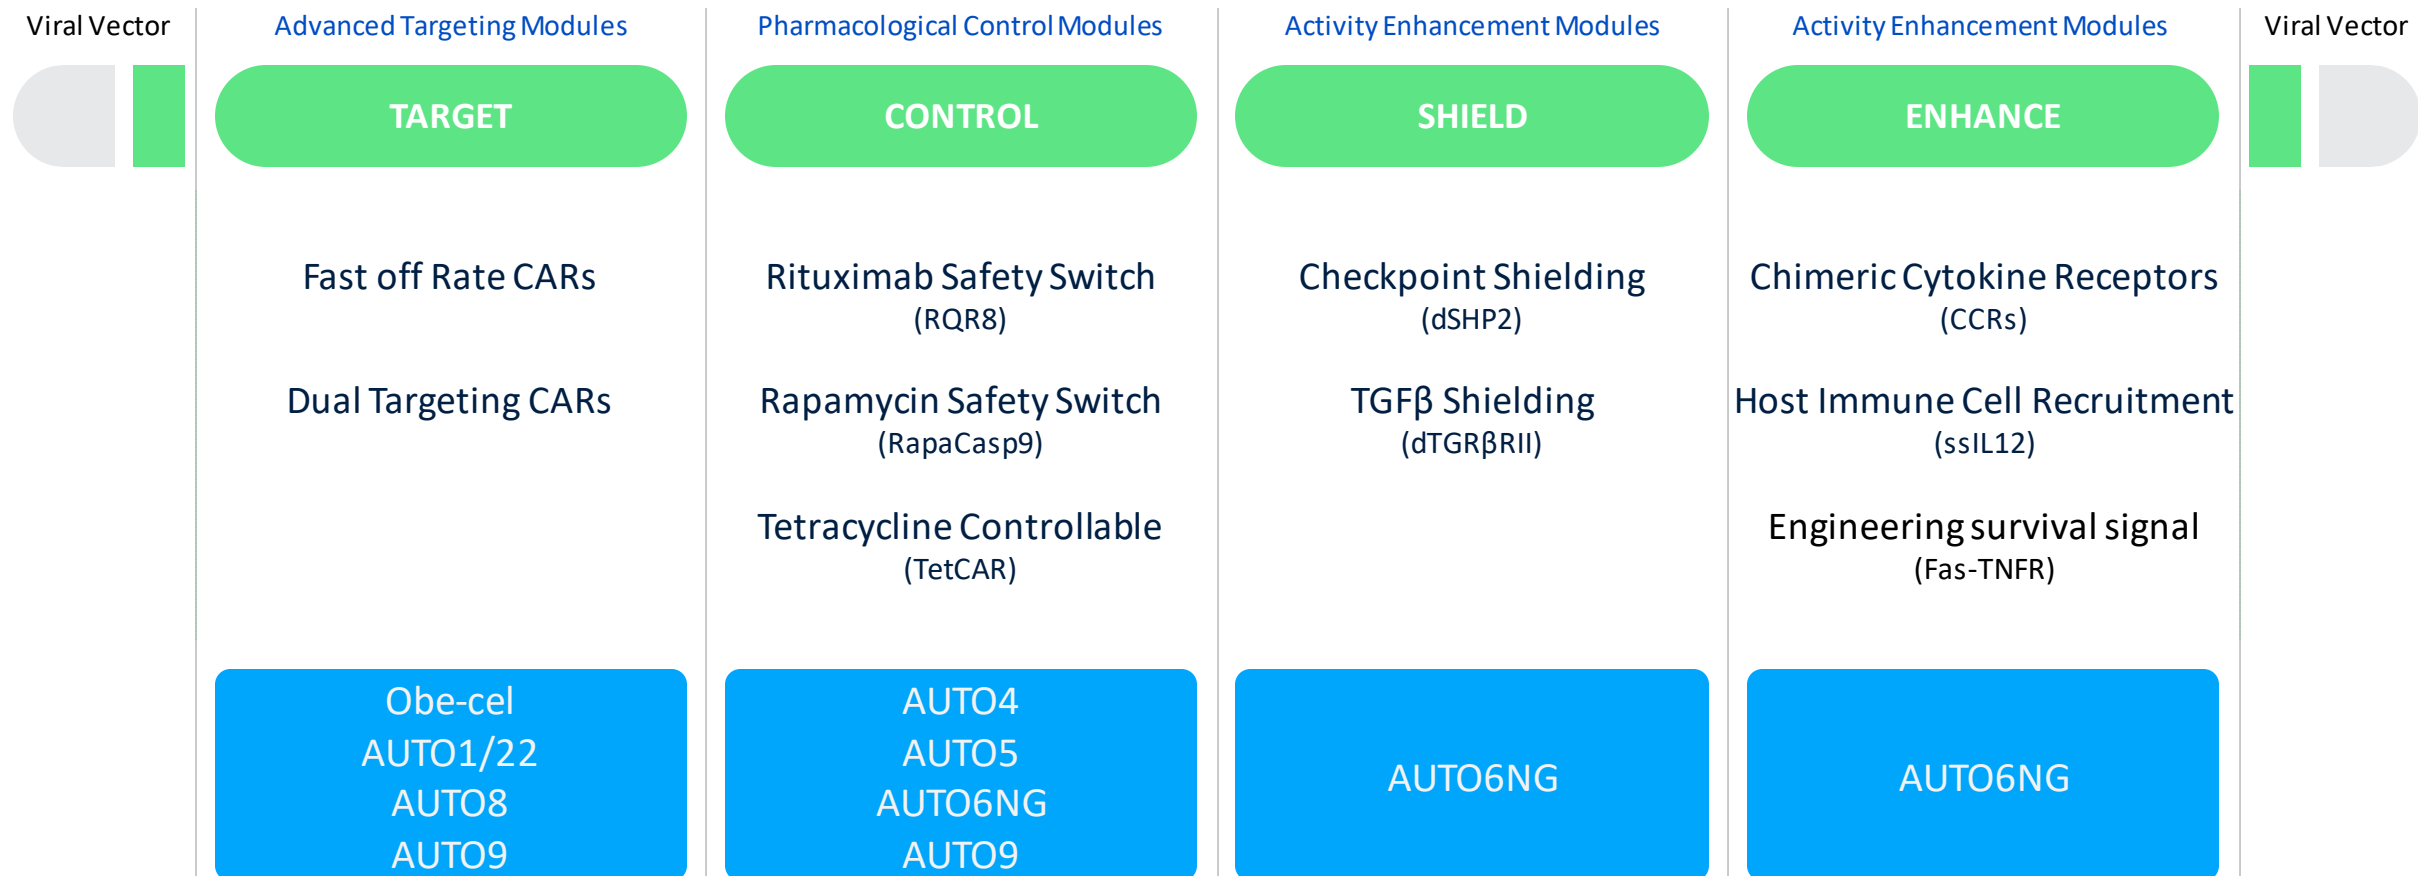 Viral Vector
Advanced Targeting Modules
Pharmacological Control Modules
Activity Enhancement Modules
Activity Enhancement Modules
Viral Vector
TARGET
CONTROL
SHIELD
ENHANCE
Fast off Rate CARs
Dual Targeting CARs
Rituximab Safety Switch
(RQR8)
Rapamycin Safety Switch
(RapaCasp9)
Tetracycline Controllable
(TetCAR)
Checkpoint Shielding
(dSHP2)
TGFβ Shielding
(dTGRβRII)
Chimeric Cytokine Receptors
(CCRs)
Host Immune Cell Recruitment
(ssIL12)
Engineering survival signal
(Fas-TNFR)
Obe-cel
AUTO1/22
AUTO8
AUTO9
AUTO4
AUTO5
AUTO6NG
AUTO9
AUTO6NG
AUTO6NG